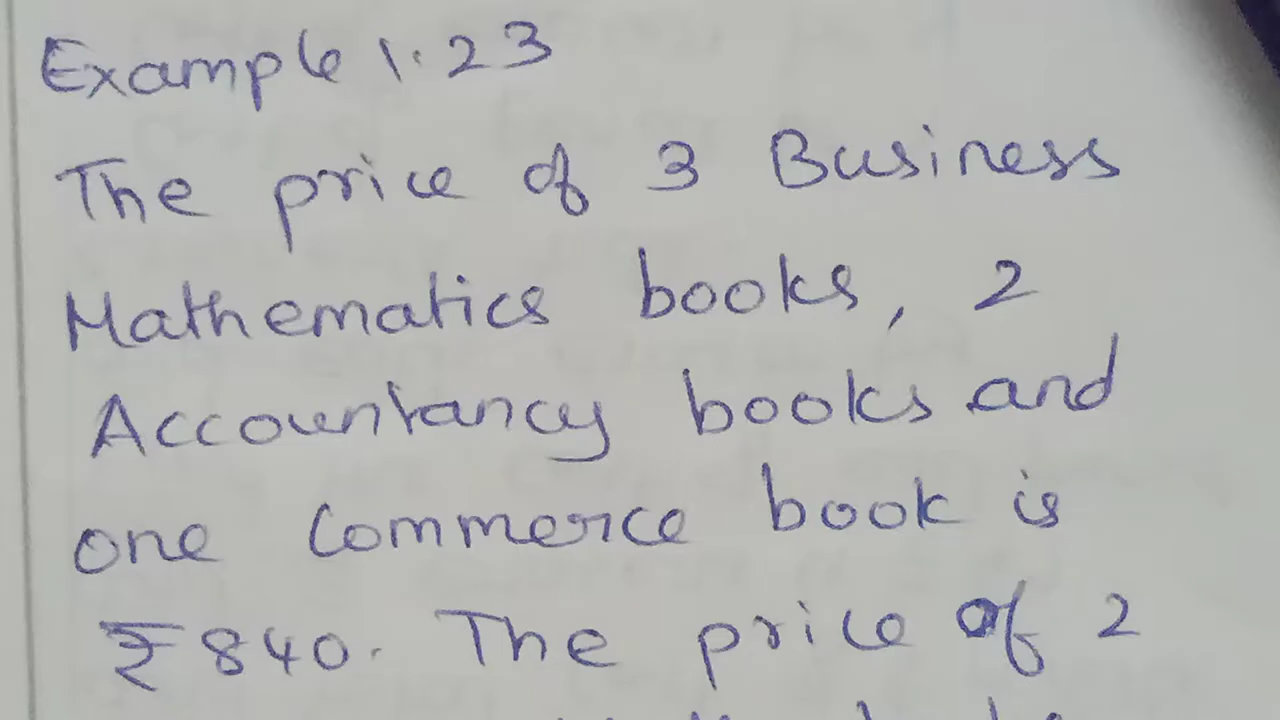 Example 1.23
The price of 3 Business
Mathematics books, 2
Accountancy books and
one Commerce book is
₹840. The price of 2